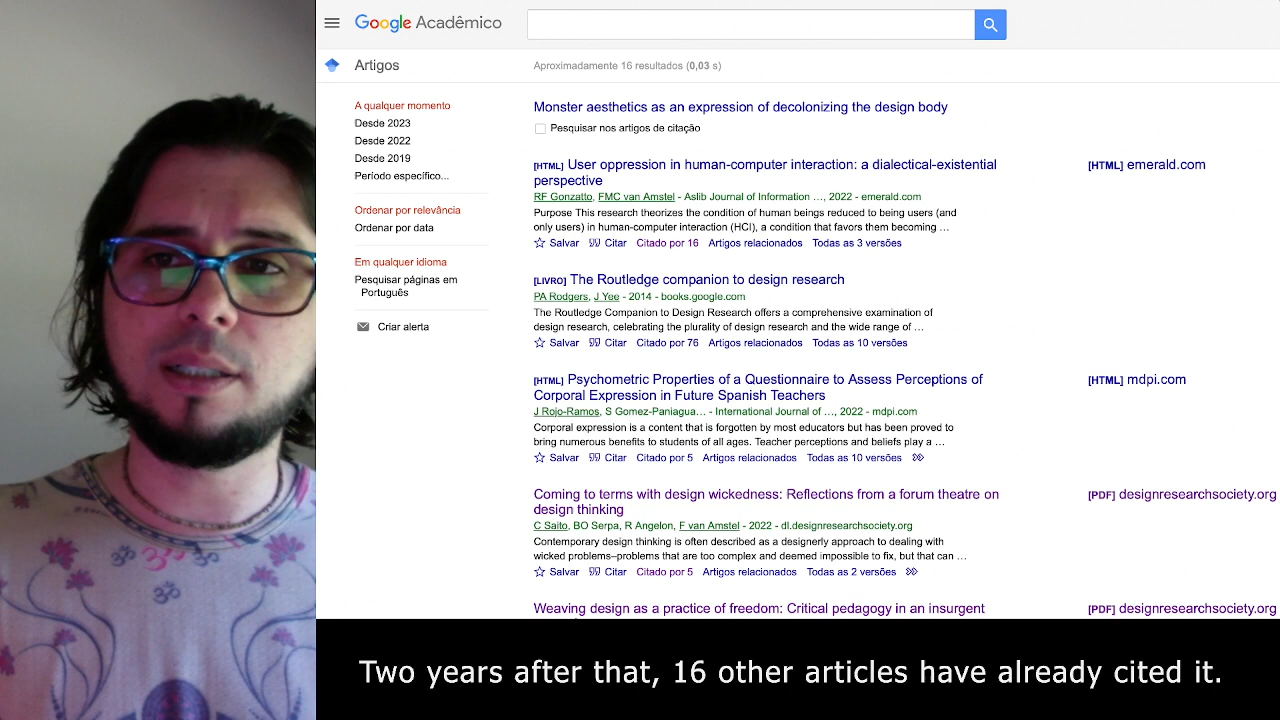 Google Acadêmico
Artigos
Aproximadamente 16 resultados (0,03 s)
A qualquer momento
Desde 2023
Desde 2022
Desde 2019
Período específico...
Ordenar por relevância
Ordenar por data
Em qualquer idioma
Pesquisar páginas em
Português
Criar alerta
Monster aesthetics as an expression of decolonizing the design body
Pesquisar nos artigos de citação
[HTML] User oppression in human-computer interaction: a dialectical-existential
perspective
[HTML] emerald.com
RF Gonzatto, FMC van Amstel - Aslib Journal of Information …, 2022 - emerald.com
Purpose This research theorizes the condition of human beings reduced to being users (and
only users) in human-computer interaction (HCI), a condition that favors them becoming …
Salvar Citar Citado por 16 Artigos relacionados Todas as 3 versões
[LIVRO] The Routledge companion to design research
PA Rodgers, J Yee - 2014 - books.google.com
The Routledge Companion to Design Research offers a comprehensive examination of
design research, celebrating the plurality of design research and the wide range of …
Salvar Citar Citado por 76 Artigos relacionados Todas as 10 versões
[HTML] Psychometric Properties of a Questionnaire to Assess Perceptions of
Corporal Expression in Future Spanish Teachers
[HTML] mdpi.com
J Rojo-Ramos, S Gomez-Paniagua… - International Journal of …, 2022 - mdpi.com
Corporal expression is a content that is forgotten by most educators but has been proved to
bring numerous benefits to students of all ages. Teacher perceptions and beliefs play a …
Salvar Citar Citado por 5 Artigos relacionados Todas as 10 versões
Coming to terms with design wickedness: Reflections from a forum theatre on
design thinking
[PDF] designresearchsociety.org
C Saito, BO Serpa, R Angelon, F van Amstel - 2022 - dl.designresearchsociety.org
Contemporary design thinking is often described as a designerly approach to dealing with
wicked problems–problems that are too complex and deemed impossible to fix, but that can …
Salvar Citar Citado por 5 Artigos relacionados Todas as 2 versões
Weaving design as a practice of freedom: Critical pedagogy in an insurgent
[PDF] designresearchsociety.org
Two years after that, 16 other articles have already cited it.